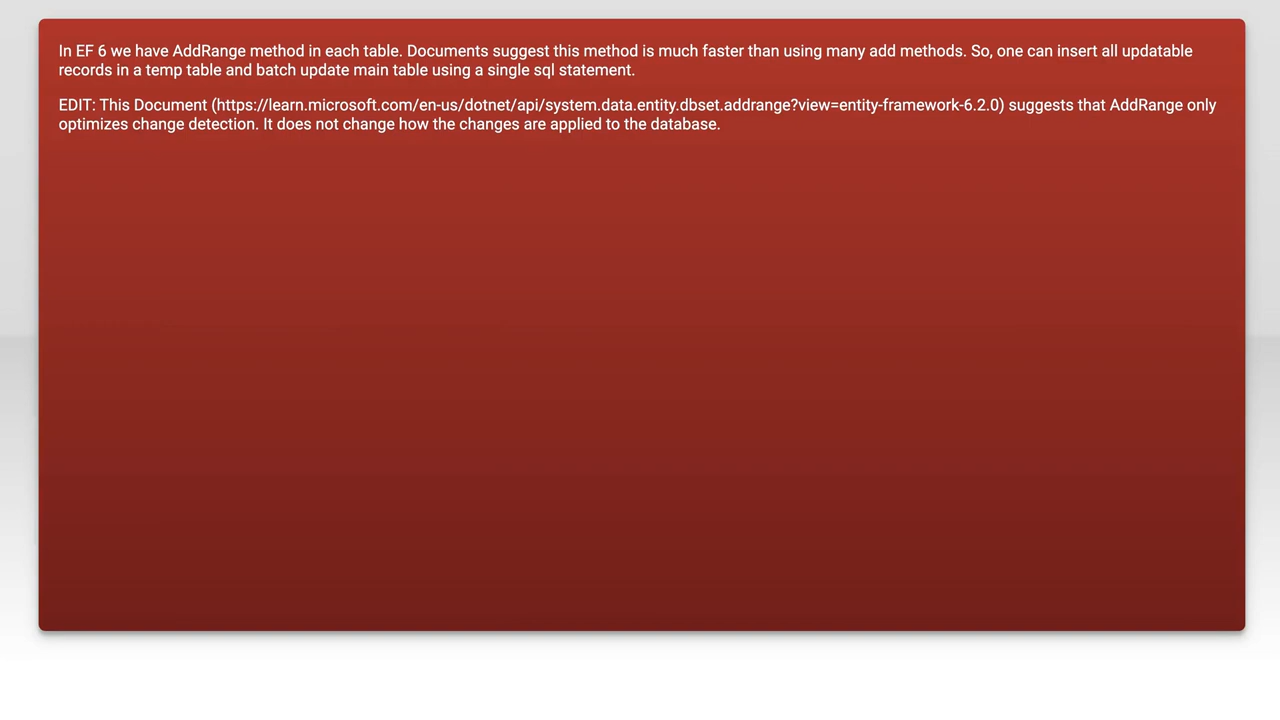 In EF 6 we have AddRange method in each table. Documents suggest this method is much faster than using many add methods. So, one can insert all updatable
records in a temp table and batch update main table using a single sql statement.
EDIT: This Document (https://learn.microsoft.com/en-us/dotnet/api/system.data.entity.dbset.addrange?view=entity-framework-6.2.0) suggests that AddRange only
optimizes change detection. It does not change how the changes are applied to the database.